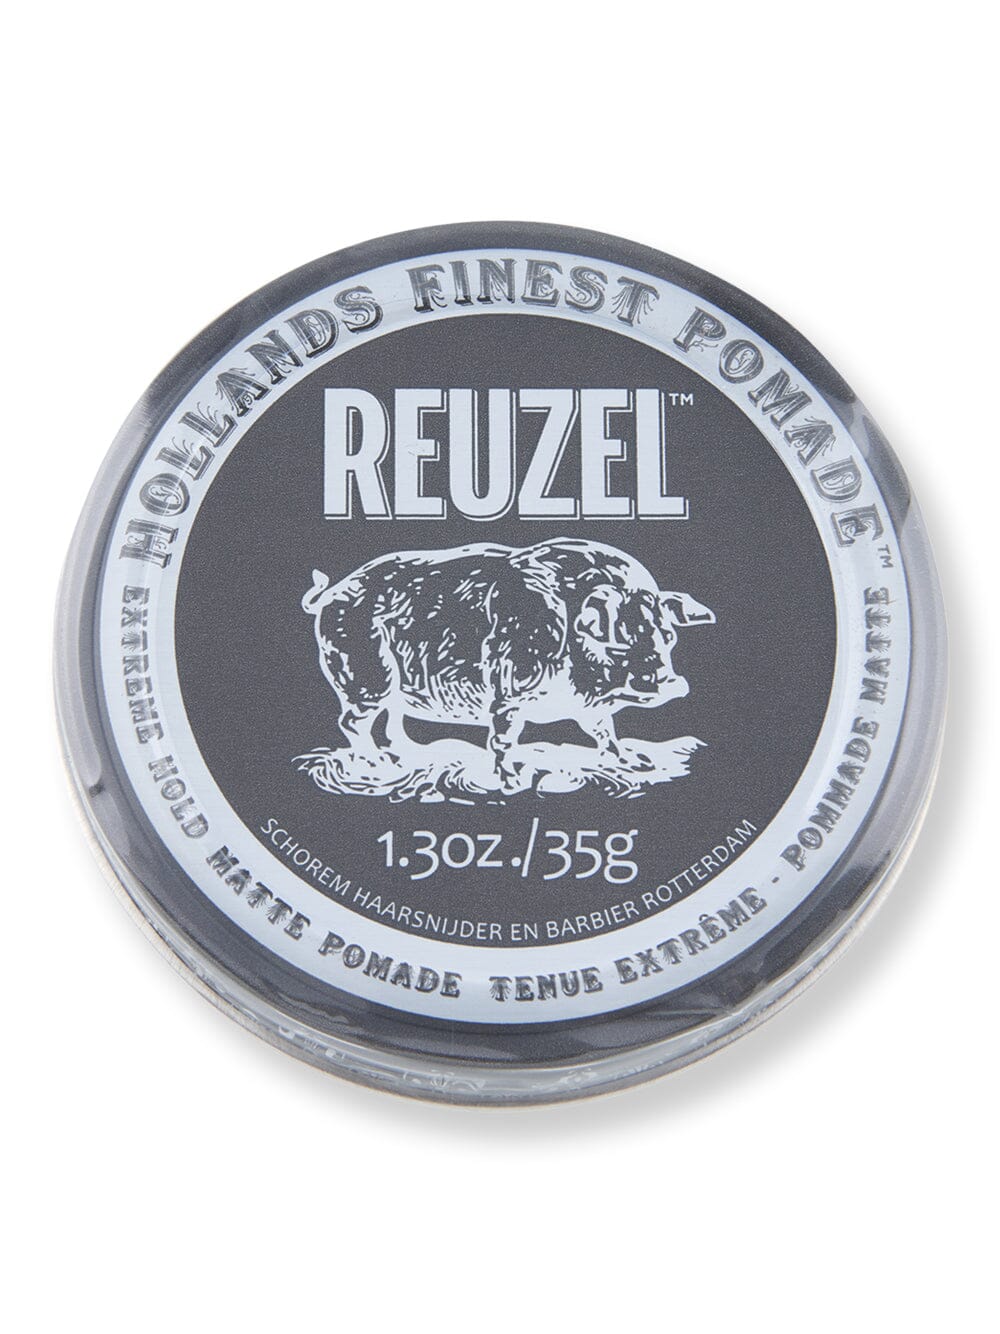 HOLLANDS FINEST POMADE™
REUZEL™
1.3oz./35g
SCHOREM HAARSNIJDER EN BARBIER ROTTERDAM
EXTREME HOLD MATTE POMADE TENUE EXTRÊME - POMMADE MATTE